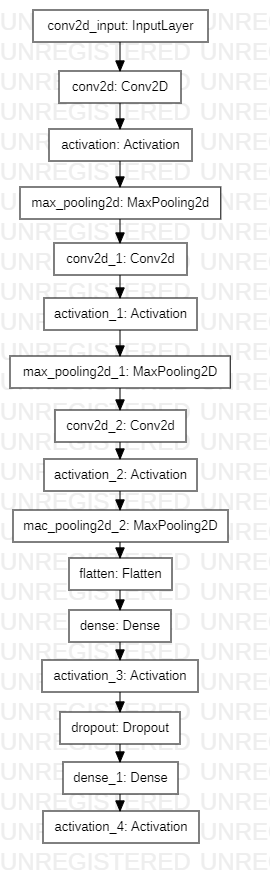 conv2d_input: InputLayer
conv2d: Conv2D
activation: Activation
max_pooling2d: MaxPooling2d
conv2d_1: Conv2d
activation_1: Activation
max_pooling2d_1: MaxPooling2D
conv2d_2: Conv2d
activation_2: Activation
mac_pooling2d_2: MaxPooling2D
flatten: Flatten
dense: Dense
activation_3: Activation
dropout: Dropout
dense_1: Dense
activation_4: Activation
UNREGISTERED